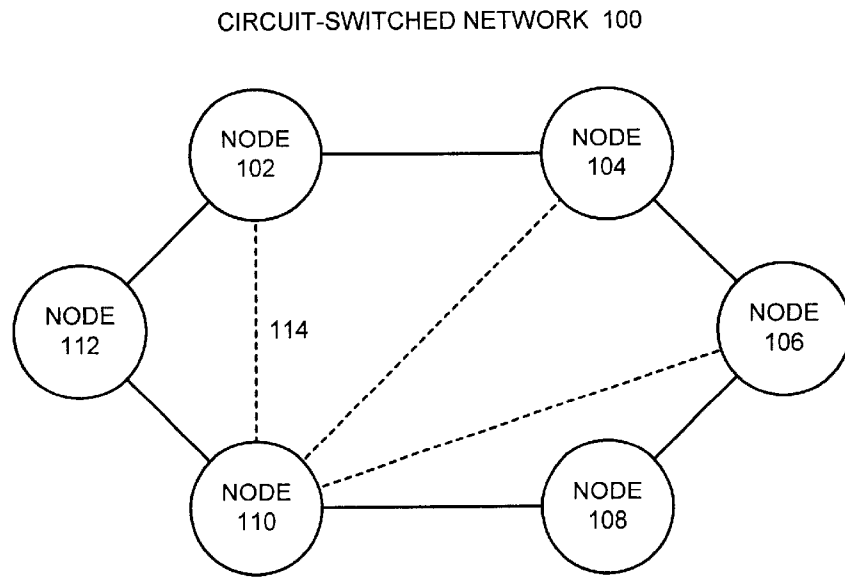 CIRCUIT-SWITCHED NETWORK 100
NODE
102
NODE
104
NODE
112
114
NODE
106
NODE
110
NODE
108